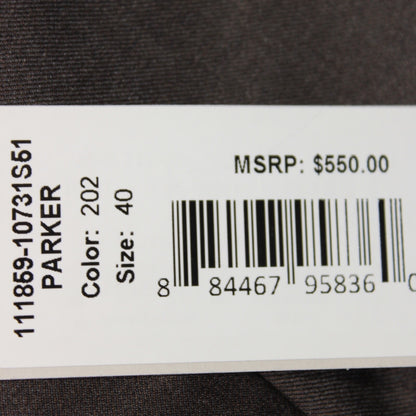 111859-10731S51
PARKER
Color: 202
Size: 40
MSRP: $550.00
8 84467 95836 0